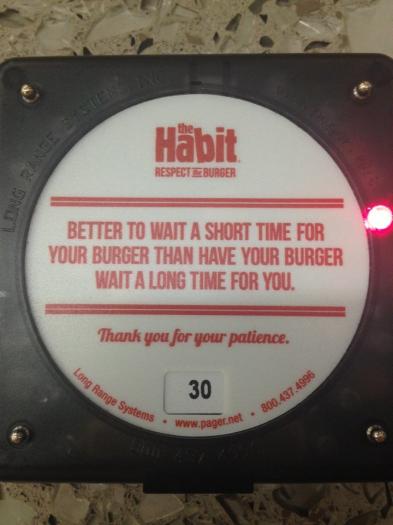 the
Habit
RESPECT THE BURGER
BETTER TO WAIT A SHORT TIME FOR
YOUR BURGER THAN HAVE YOUR BURGER
WAIT A LONG TIME FOR YOU.
Thank you for your patience.
30
Long Range Systems • www.pager.net • 800.437.4996
LONG RANGE SYSTEMS INC